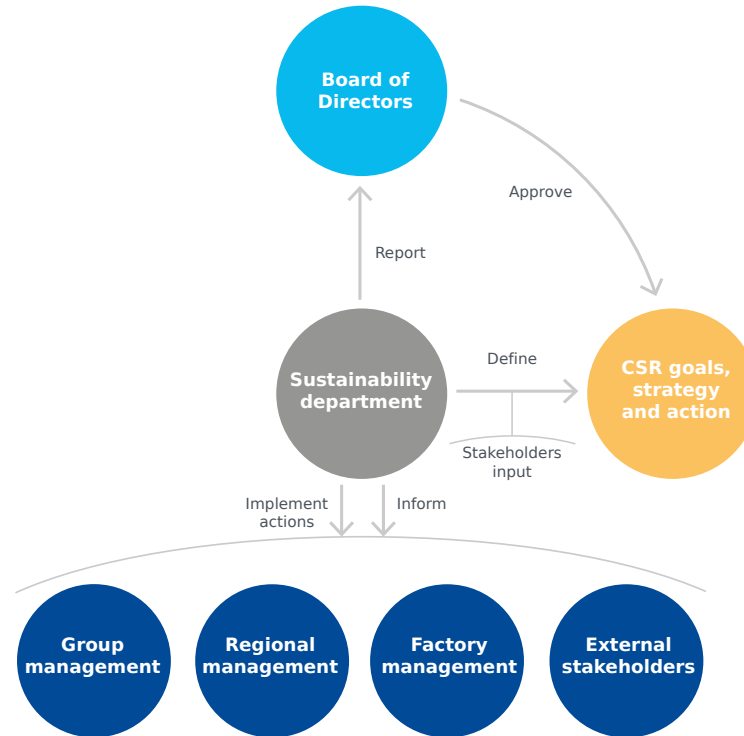 Board of
Directors
Approve
Report
Sustainability
department
Define
CSR goals,
strategy
and action
Stakeholders
input
Implement
actions
Inform
Group
management
Regional
management
Factory
management
External
stakeholders